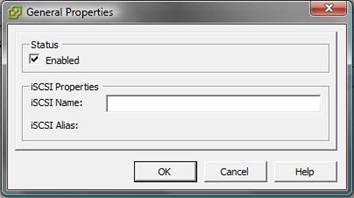 General Properties
Status
Enabled
iSCSI Properties
iSCSI Name:
iSCSI Alias:
OK Cancel Help